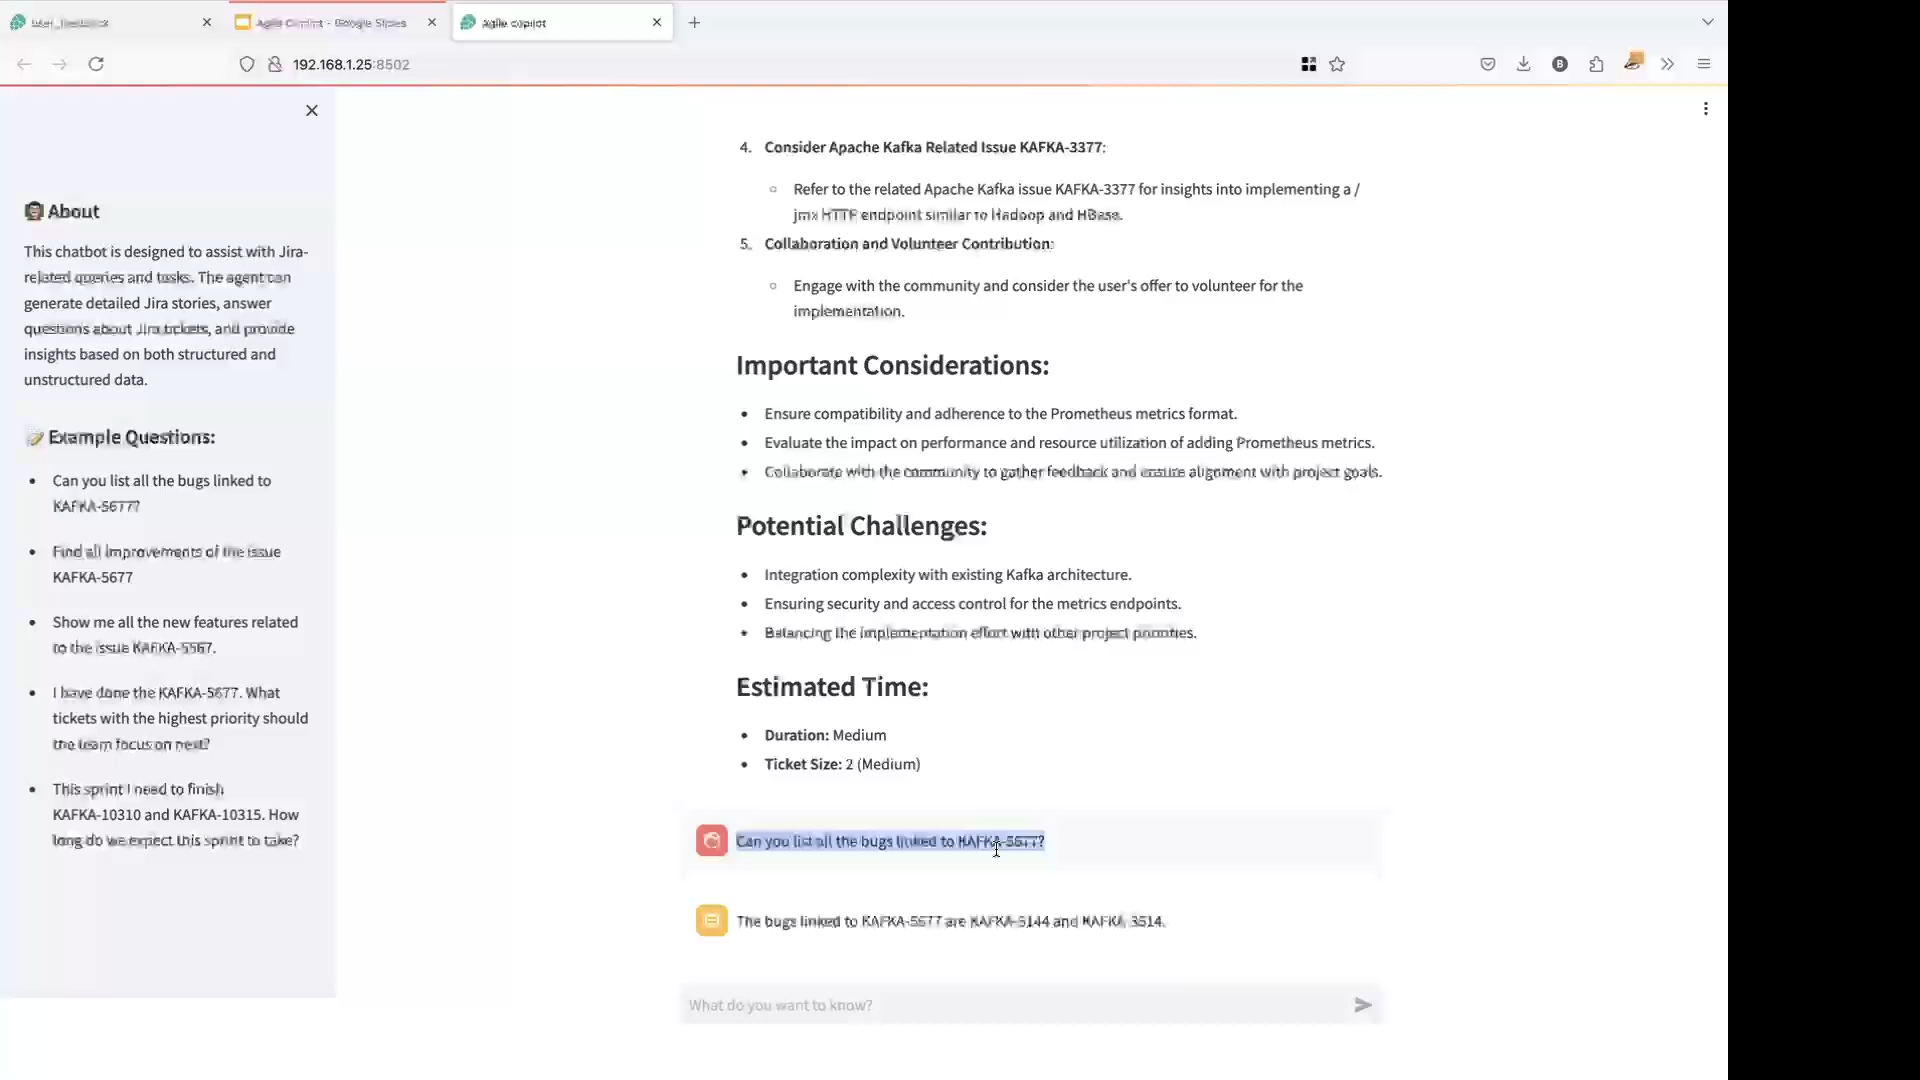 Agile Copilot - Google Slides
Agile copilot
192.168.1.25:8502
About
This chatbot is designed to assist with Jira-
related queries and tasks. The agent can
generate detailed Jira stories, answer
questions about Jira tickets, and provide
insights based on both structured and
unstructured data.
Example Questions:
Can you list all the bugs linked to
KAFKA-5677?
Find all improvements of the issue
KAFKA-5677
Show me all the new features related
to the issue KAFKA-5567.
I have done the KAFKA-5677. What
tickets with the highest priority should
the team focus on next?
This sprint I need to finish
KAFKA-10310 and KAFKA-10315. How
long do we expect this sprint to take?
4. Consider Apache Kafka Related Issue KAFKA-3377:
Refer to the related Apache Kafka issue KAFKA-3377 for insights into implementing a /
jmx HTTP endpoint similar to Hadoop and HBase.
5. Collaboration and Volunteer Contribution:
Engage with the community and consider the user's offer to volunteer for the
implementation.
Important Considerations:
Ensure compatibility and adherence to the Prometheus metrics format.
Evaluate the impact on performance and resource utilization of adding Prometheus metrics.
Collaborate with the community to gather feedback and ensure alignment with project goals.
Potential Challenges:
Integration complexity with existing Kafka architecture.
Ensuring security and access control for the metrics endpoints.
Balancing the implementation effort with other project priorities.
Estimated Time:
Duration: Medium
Ticket Size: 2 (Medium)
Can you list all the bugs linked to KAFKA-5677?
The bugs linked to KAFKA-5677 are and
What do you want to know?